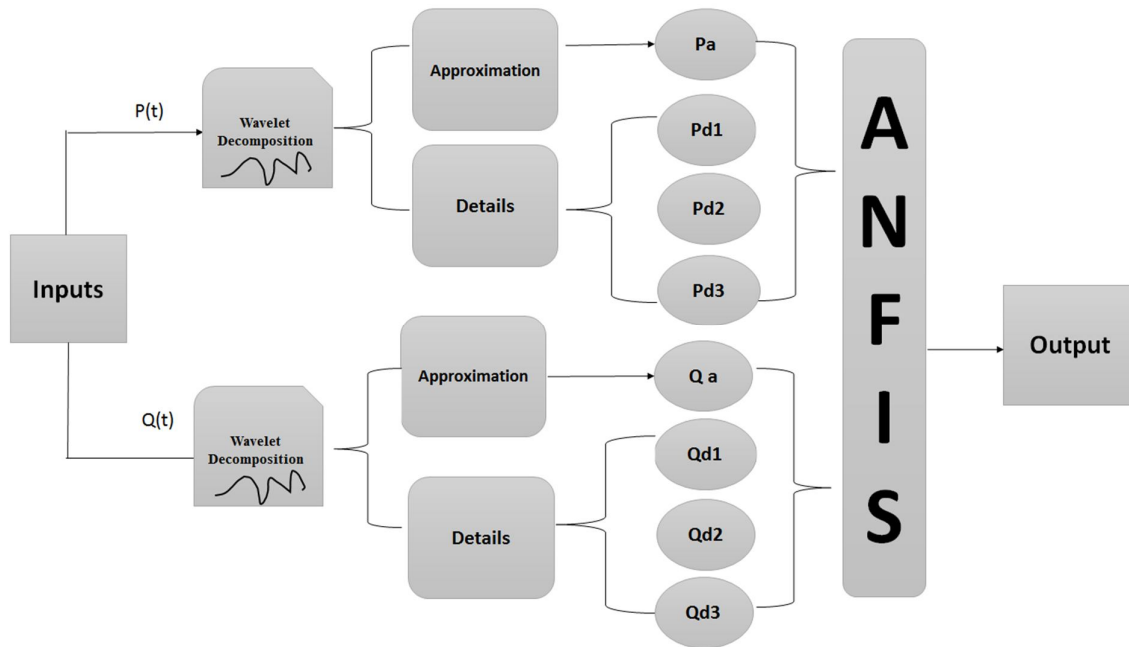 Inputs
P(t)
Wavelet
Decomposition
Approximation
Details
Pa
Pd1
Pd2
Pd3
Q(t)
Wavelet
Decomposition
Approximation
Details
Q a
Qd1
Qd2
Qd3
A
N
F
I
S
Output